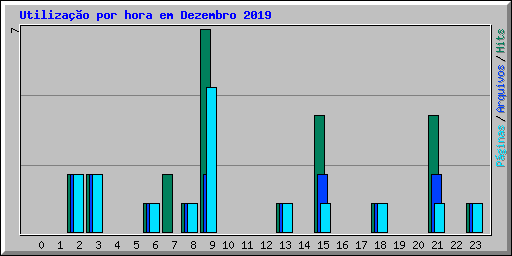 Utilização por hora em Dezembro 2019
7
0 1 2 3 4 5 6 7 8 9 10 11 12 13 14 15 16 17 18 19 20 21 22 23
Páginas / Arquivos / Hits